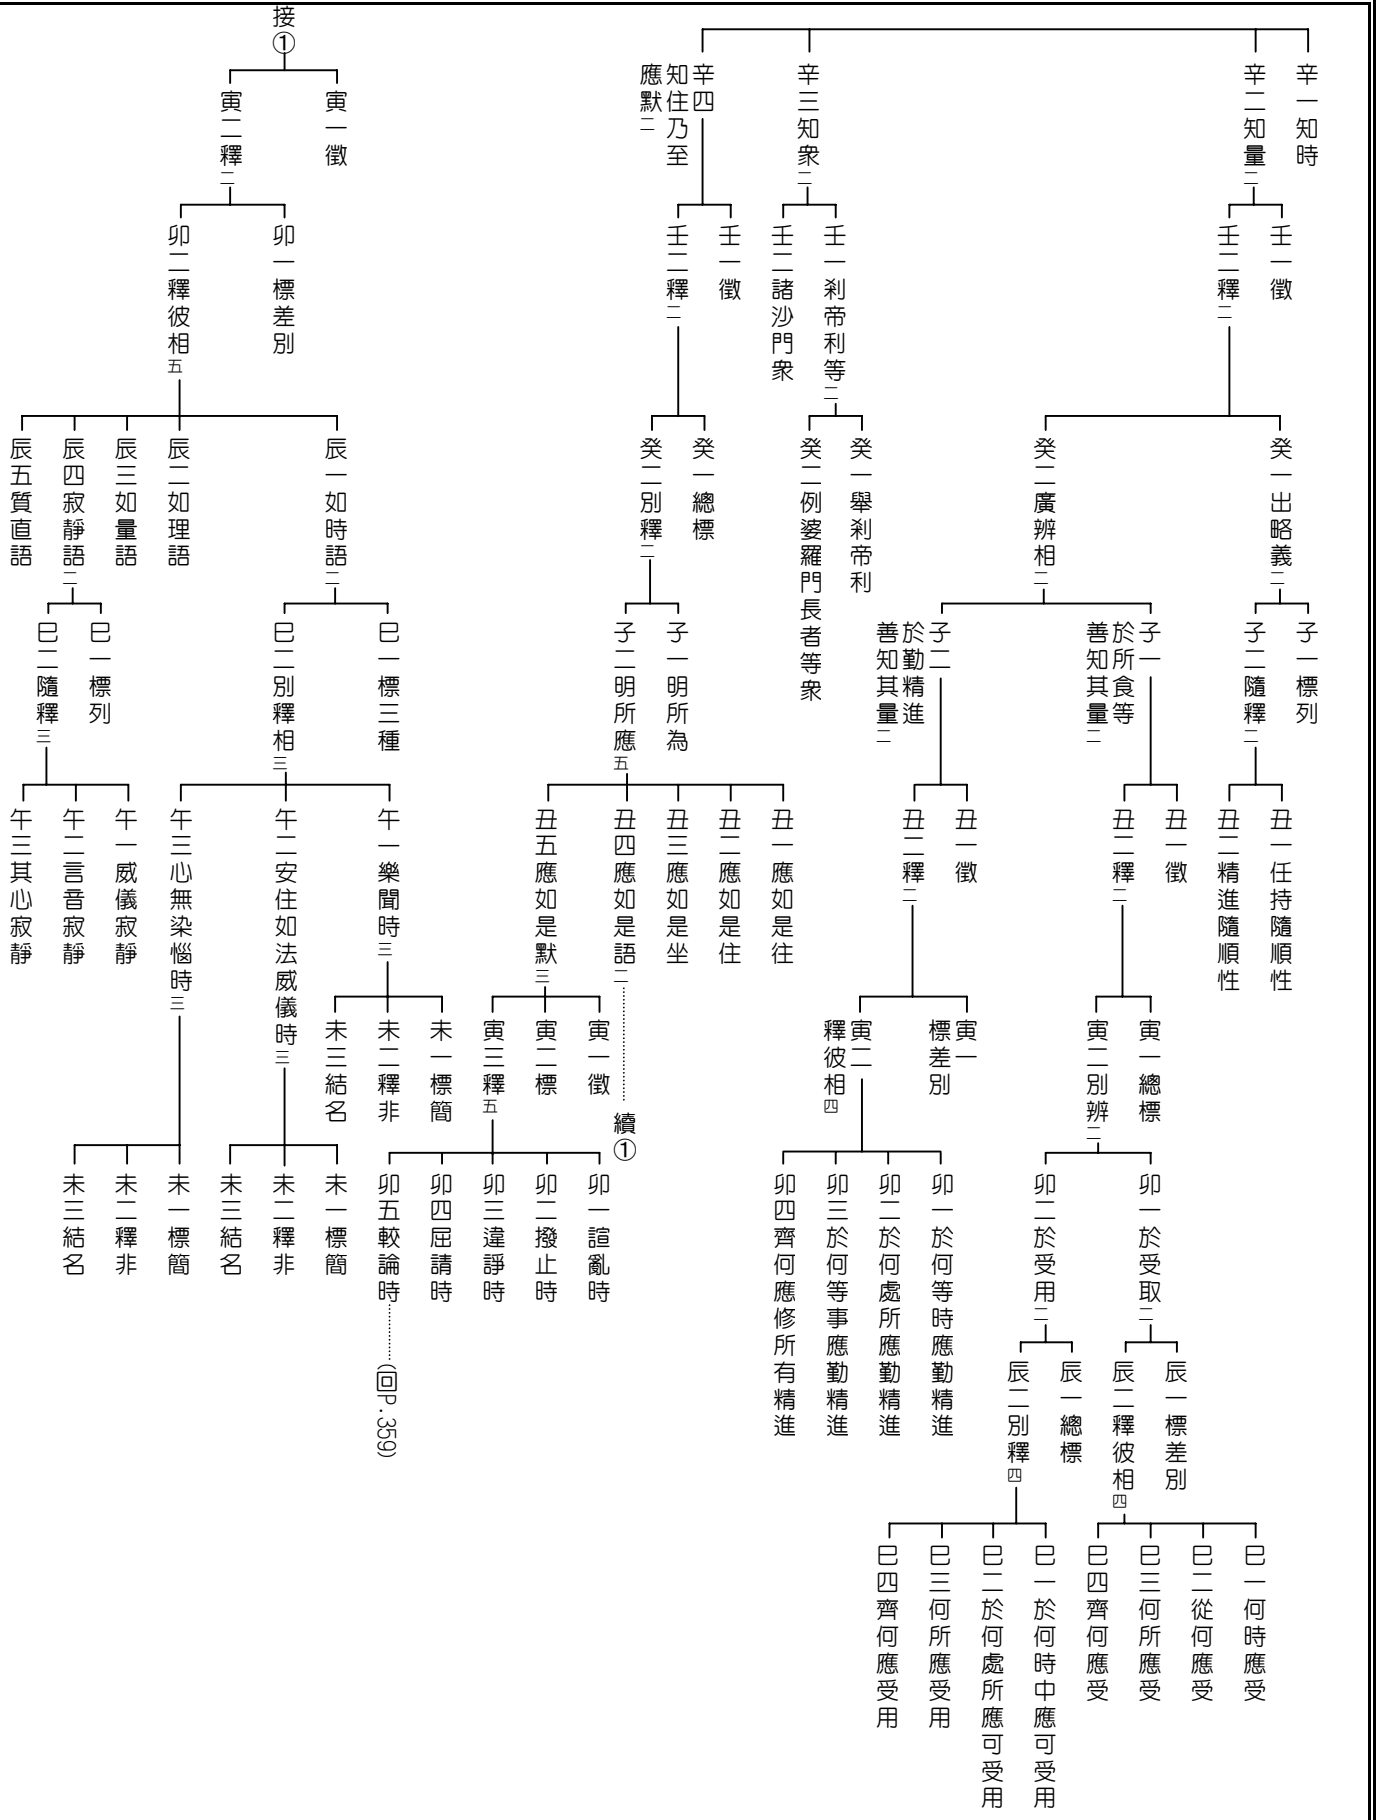 辛一知時
辛二知量二
壬一徵
壬二釋二
癸一出略義二
子一標列
子二隨釋二
丑一任持隨順性
丑二精進隨順性
癸二廣辨相二
子一
於所食等
善知其量二
丑一徵
丑二釋二
寅一總標
寅二別辨二
卯一於受取二
辰一標差別
辰二釋彼相四
巳一何時應受
巳二從何應受
巳三何所應受
巳四齊何應受
卯二於受用二
辰一總標
辰二別釋四
巳一於何時中應可受用
巳二於何處所應可受用
巳三何所應受用
巳四齊何應受用
子二
於勤精進
善知其量二
丑一徵
丑二釋二
寅一
標差別
寅二
釋彼相四
卯一於何等時應勤精進
卯二於何處所應勤精進
卯三於何等事應勤精進
卯四齊何應修所有精進
辛三知衆二
壬一剎帝利等二
癸一舉剎帝利
癸二例婆羅門長者等衆
壬二諸沙門衆
辛四
知住乃至
應默二
壬一徵
壬二釋二
癸一總標
癸二別釋二
子一明所為
子二明所應五
丑一應如是往
丑二應如是住
丑三應如是坐
丑四應如是語二………續①
丑五應如是默三
寅一徵
寅二標
寅三釋五
卯一諠亂時
卯二撥止時
卯三違諍時
卯四屈請時
卯五較論時………(回P.359)
接①
寅一徵
寅二釋二
卯一標差別
卯二釋彼相五
辰一如時語二
巳一標三種
巳二別釋相三
午一樂聞時三
未一標簡
未二釋非
未三結名
午二安住如法威儀時三
未一標簡
未二釋非
未三結名
午三心無染惱時三
未一標簡
未二釋非
未三結名
辰二如理語
辰三如量語
辰四寂靜語二
巳一標列
巳二隨釋三
午一威儀寂靜
午二言音寂靜
午三其心寂靜
辰五質直語